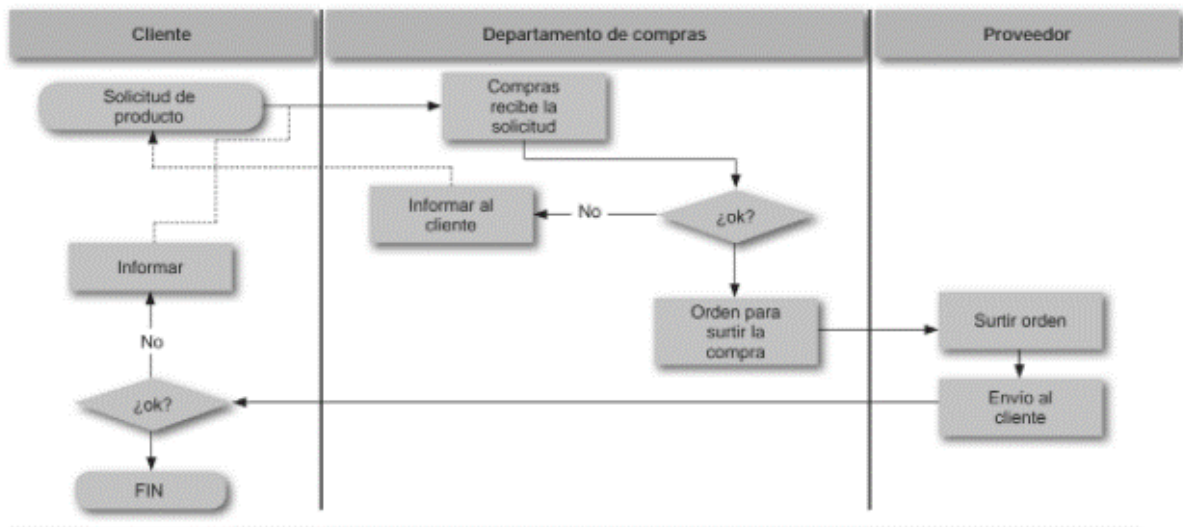 Cliente
Departamento de compras
Proveedor
Solicitud de
producto
Compras
recibe la
solicitud
Informar al
cliente
No
¿ok?
Informar
Orden para
surtir la
compra
Surtir orden
No
¿ok?
Envio al
cliente
FIN